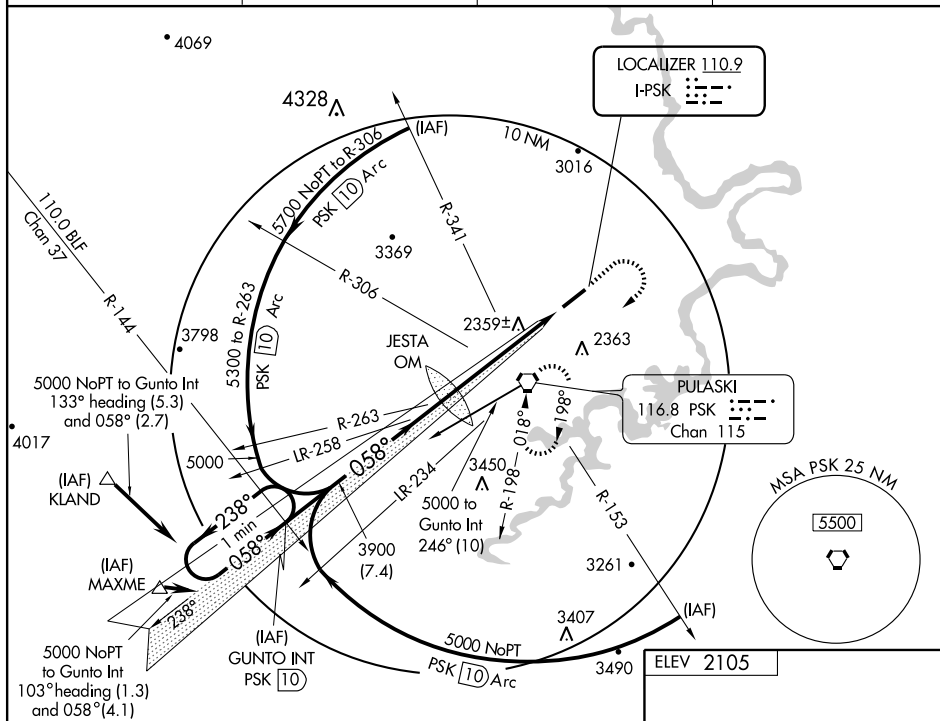 4069
LOCALIZER 110.9
I-PSK
4328
(IAF)
10 NM
3016
5700 NoPT to R-306
PSK 10 Arc
110.0 BLF
Chan 37
R-341
3369
R-306
R-144
5300 to R-263
PSK 10 Arc
2359±
JESTA
OM
2363
3798
5000 NoPT to Gunto Int
133° heading (5.3)
and 058° (2.7)
PULASKI
116.8 PSK
Chan 115
R-263
LR-258
058°
018°
198°
4017
5000
LR-234
3450
R-198
R-153
(IAF)
KLAND
238°
1 min
058°
5000 to
Gunto Int
246° (10)
MSA PSK 25 NM
5500
3900
(7.4)
(IAF)
MAXME
238°
3261
(IAF)
3407
5000 NoPT
PSK 10 Arc
3490
(IAF)
GUNTO INT
PSK 10
5000 NoPT
to Gunto Int
103° heading (1.3)
and 058° (4.1)
ELEV 2105